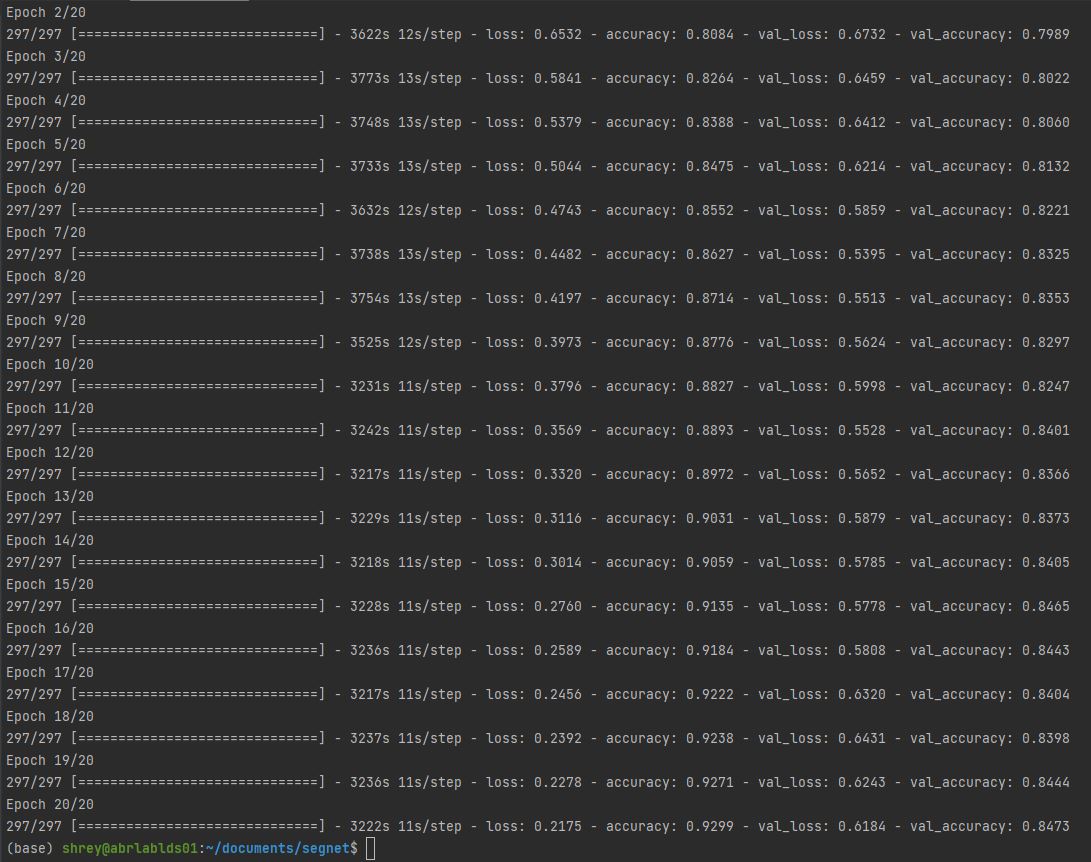 Epoch 2/20
297/297 [==============================] - 3622s 12s/step - loss: 0.6532 - accuracy: 0.8084 - val_loss: 0.6732 - val_accuracy: 0.7989
Epoch 3/20
297/297 [==============================] - 3773s 13s/step - loss: 0.5841 - accuracy: 0.8264 - val_loss: 0.6459 - val_accuracy: 0.8022
Epoch 4/20
297/297 [==============================] - 3748s 13s/step - loss: 0.5379 - accuracy: 0.8388 - val_loss: 0.6412 - val_accuracy: 0.8060
Epoch 5/20
297/297 [==============================] - 3733s 13s/step - loss: 0.5044 - accuracy: 0.8475 - val_loss: 0.6214 - val_accuracy: 0.8132
Epoch 6/20
297/297 [==============================] - 3632s 12s/step - loss: 0.4743 - accuracy: 0.8552 - val_loss: 0.5859 - val_accuracy: 0.8221
Epoch 7/20
297/297 [==============================] - 3738s 13s/step - loss: 0.4482 - accuracy: 0.8627 - val_loss: 0.5395 - val_accuracy: 0.8325
Epoch 8/20
297/297 [==============================] - 3754s 13s/step - loss: 0.4197 - accuracy: 0.8714 - val_loss: 0.5513 - val_accuracy: 0.8353
Epoch 9/20
297/297 [==============================] - 3525s 12s/step - loss: 0.3973 - accuracy: 0.8776 - val_loss: 0.5624 - val_accuracy: 0.8297
Epoch 10/20
297/297 [==============================] - 3231s 11s/step - loss: 0.3796 - accuracy: 0.8827 - val_loss: 0.5998 - val_accuracy: 0.8247
Epoch 11/20
297/297 [==============================] - 3242s 11s/step - loss: 0.3569 - accuracy: 0.8893 - val_loss: 0.5528 - val_accuracy: 0.8401
Epoch 12/20
297/297 [==============================] - 3217s 11s/step - loss: 0.3320 - accuracy: 0.8972 - val_loss: 0.5652 - val_accuracy: 0.8366
Epoch 13/20
297/297 [==============================] - 3229s 11s/step - loss: 0.3116 - accuracy: 0.9031 - val_loss: 0.5879 - val_accuracy: 0.8373
Epoch 14/20
297/297 [==============================] - 3218s 11s/step - loss: 0.3014 - accuracy: 0.9059 - val_loss: 0.5785 - val_accuracy: 0.8405
Epoch 15/20
297/297 [==============================] - 3228s 11s/step - loss: 0.2760 - accuracy: 0.9135 - val_loss: 0.5778 - val_accuracy: 0.8465
Epoch 16/20
297/297 [==============================] - 3236s 11s/step - loss: 0.2589 - accuracy: 0.9184 - val_loss: 0.5808 - val_accuracy: 0.8443
Epoch 17/20
297/297 [==============================] - 3217s 11s/step - loss: 0.2456 - accuracy: 0.9222 - val_loss: 0.6320 - val_accuracy: 0.8404
Epoch 18/20
297/297 [==============================] - 3237s 11s/step - loss: 0.2392 - accuracy: 0.9238 - val_loss: 0.6431 - val_accuracy: 0.8398
Epoch 19/20
297/297 [==============================] - 3236s 11s/step - loss: 0.2278 - accuracy: 0.9271 - val_loss: 0.6243 - val_accuracy: 0.8444
Epoch 20/20
297/297 [==============================] - 3222s 11s/step - loss: 0.2175 - accuracy: 0.9299 - val_loss: 0.6184 - val_accuracy: 0.8473
(base) shrey@abrlablds01:~/documents/segnet$